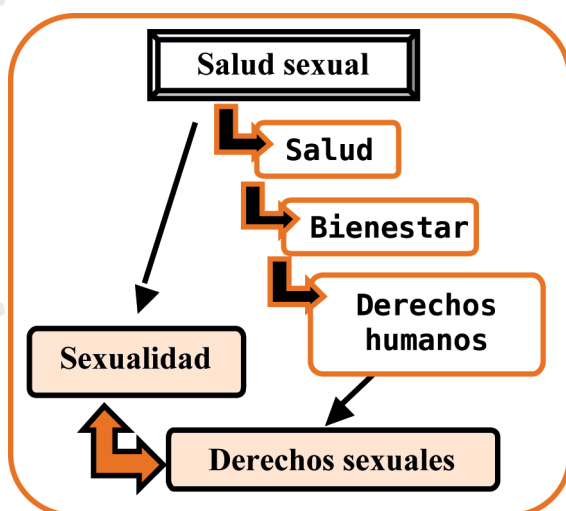 Salud sexual
Salud
Bienestar
Derechos
humanos
Sexualidad
Derechos sexuales